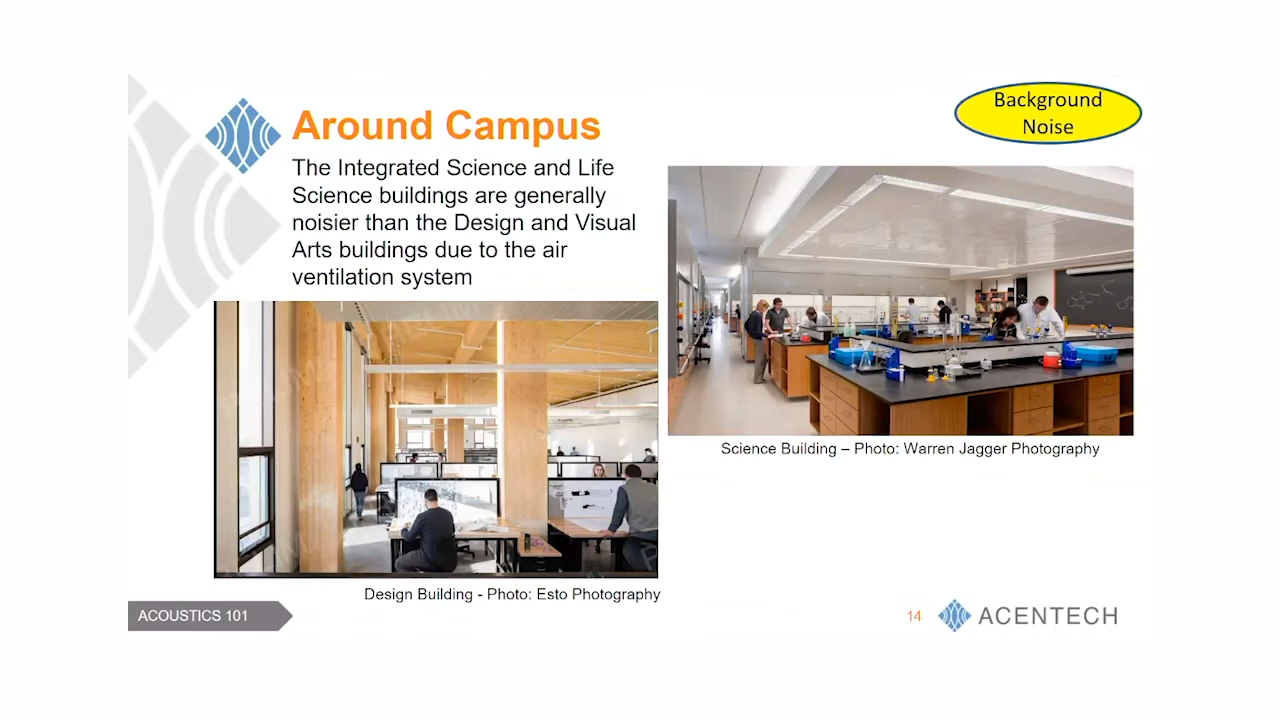 Background
Noise
Around Campus
The Integrated Science and Life
Science buildings are generally
noisier than the Design and Visual
Arts buildings due to the air
ventilation system
Science Building – Photo: Warren Jagger Photography
Design Building - Photo: Esto Photography
ACOUSTICS 101
14
ACENTECH